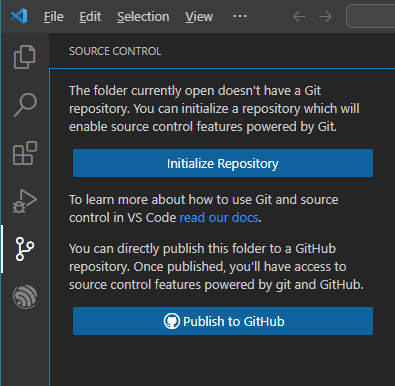 File Edit Selection View ...
SOURCE CONTROL
The folder currently open doesn't have a Git
repository. You can initialize a repository which will
enable source control features powered by Git.
Initialize Repository
To learn more about how to use Git and source
control in VS Code read our docs.
You can directly publish this folder to a GitHub
repository. Once published, you'll have access to
source control features powered by git and GitHub.
Publish to GitHub